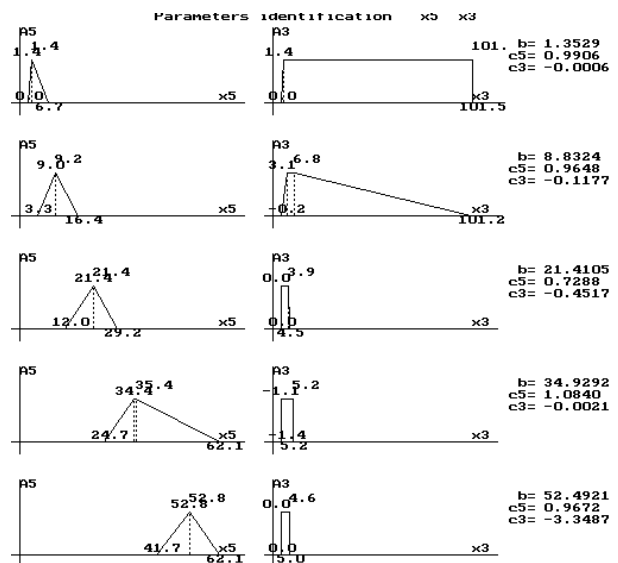 Parameters identification x5 x3
A5 A3
1.4 1.4 1.4 101. b= 1.3529
c5= 0.9906
0.0 x5 0.0 x3 c3= -0.0006
6.7 101.5
A5 A3
9.0 9.2 3.1 6.8 b= 8.8324
c5= 0.9648
3.3 x5 -0.2 x3 c3= -0.1177
16.4 101.2
A5 A3
21.4 21.4 0.0 3.9 b= 21.4105
c5= 0.7288
12.0 x5 0.0 x3 c3= -0.4517
29.2 4.5
A5 A3
34.4 35.4 -1.1 5.2 b= 34.9292
c5= 1.0840
24.7 x5 -1.4 x3 c3= -0.0021
62.1 5.2
A5 A3
52.8 52.8 0.0 4.6 b= 52.4921
c5= 0.9672
41.7 x5 0.0 x3 c3= -3.3487
62.1 5.0